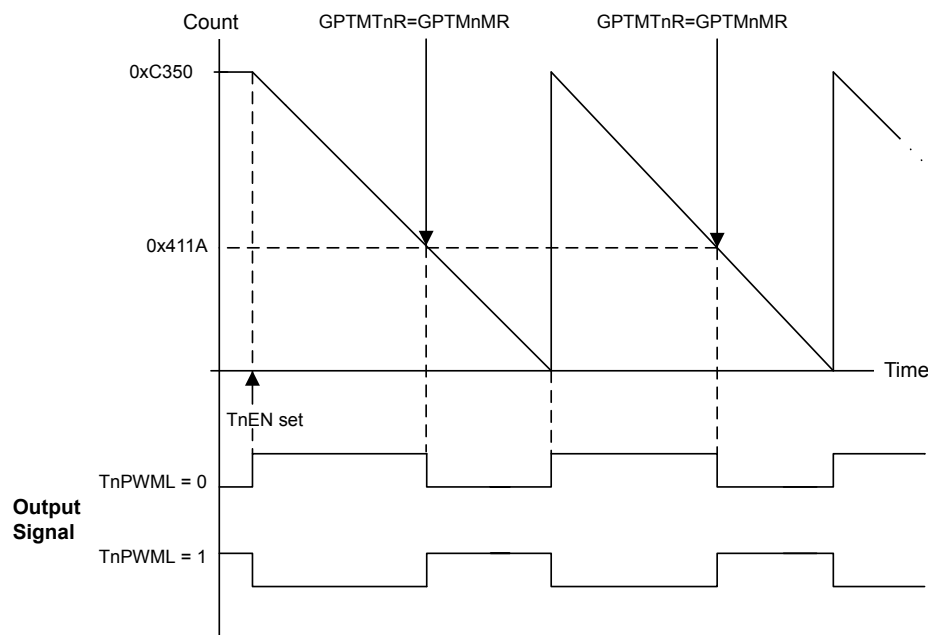 Count
GPTMTnR=GPTMnMR
GPTMTnR=GPTMnMR
0xC350
0x411A
Time
TnEN set
TnPWML = 0
Output
Signal
TnPWML = 1